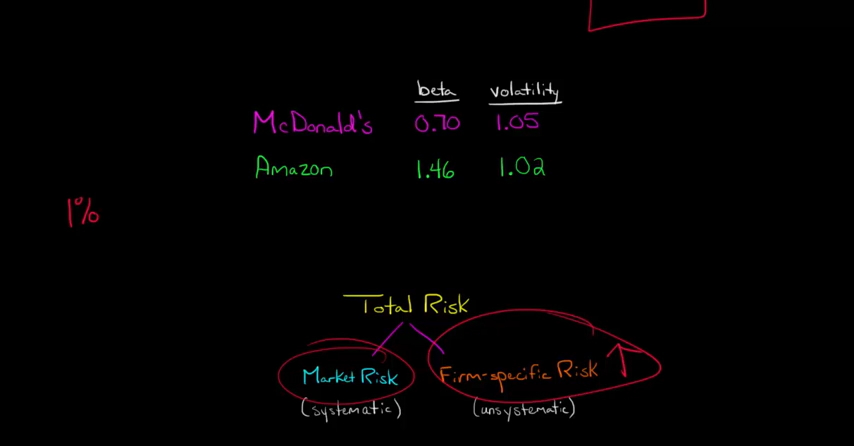 beta volatility
McDonald's 0.70 1.05
Amazon 1.46 1.02
1%
Total Risk
Market Risk Firm-specific Risk
(systematic) (unsystematic)